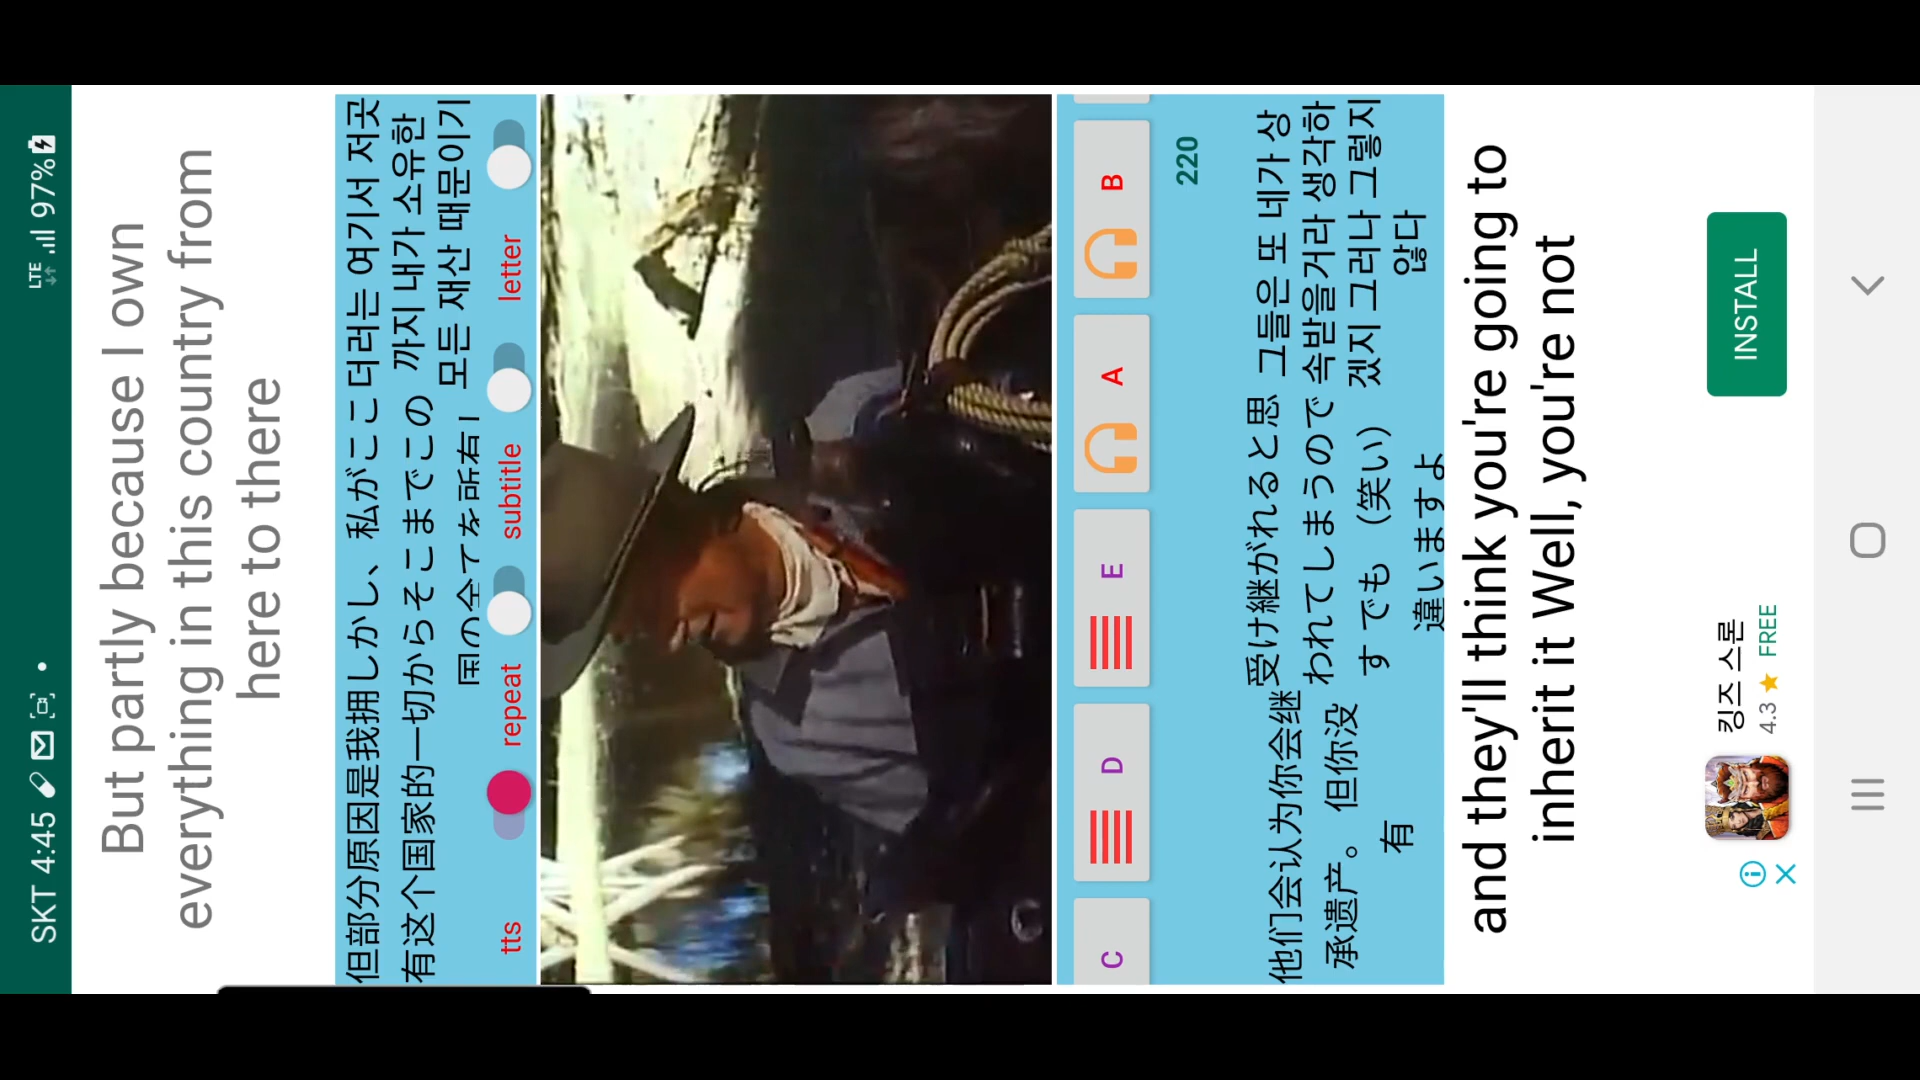 SKT 4:45
LTE
97%
But partly because I own
everything in this country from
here to there
但部分原因是我拥
有这个国家的一切
しかし、私がここ
からそこまでこの
国の全てを所有し
더러는 여기서 저곳
까지 내가 소유한
모든 재산 때문이기
tts
repeat
subtitle
letter
C
D
E
A
B
220
他们会认为你会继
承遗产。 但你没
有
受け継がれると思
われてしまうので
す でも （笑い）
違いますよ
그들은 또 네가 상
속받을거라 생각하
겠지 그러나 그렇지
않다
and they'll think you're going to
inherit it Well, you're not
킹즈 스론
4.3 ★ FREE
INSTALL